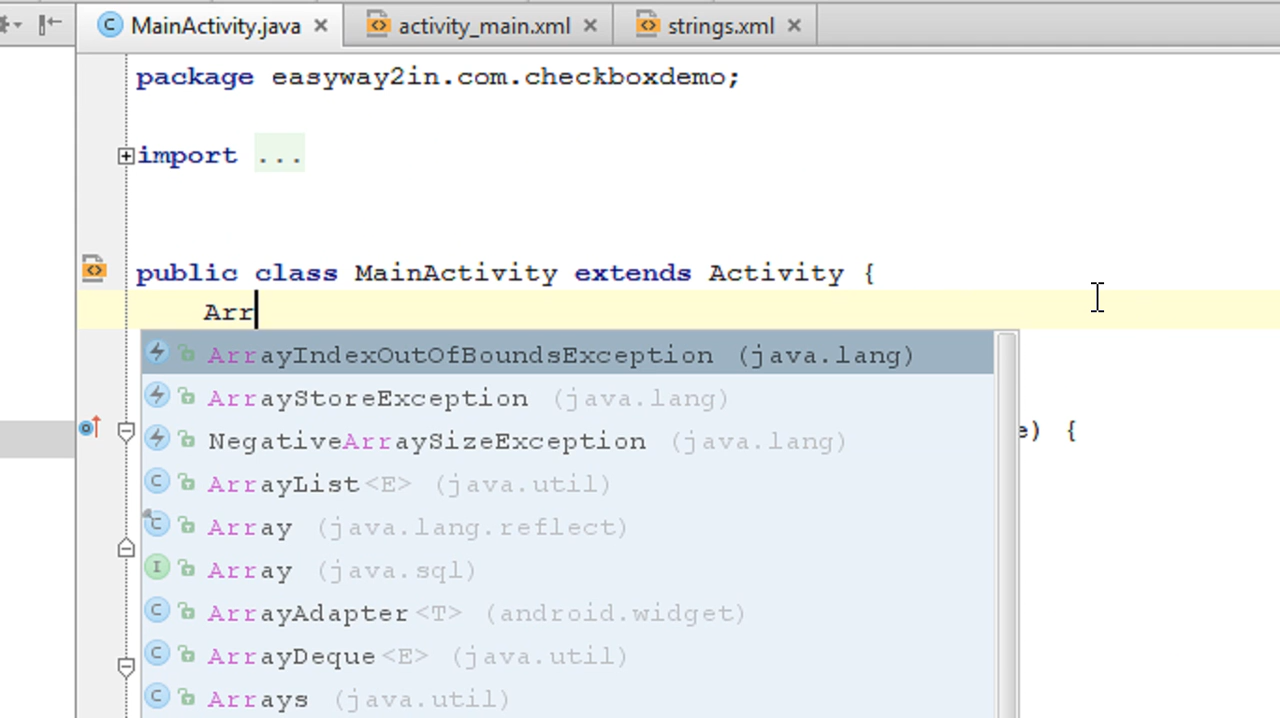 MainActivity.java activity_main.xml strings.xml
package easyway2in.com.checkboxdemo;
import ...
public class MainActivity extends Activity {
Arr
ArrayIndexOutOfBoundsException (java.lang)
ArrayStoreException (java.lang)
e) {
NegativeArraySizeException (java.lang)
ArrayList<E> (java.util)
Array (java.lang.reflect)
Array (java.sql)
ArrayAdapter<T> (android.widget)
ArrayDeque<E> (java.util)
Arrays (java.util)